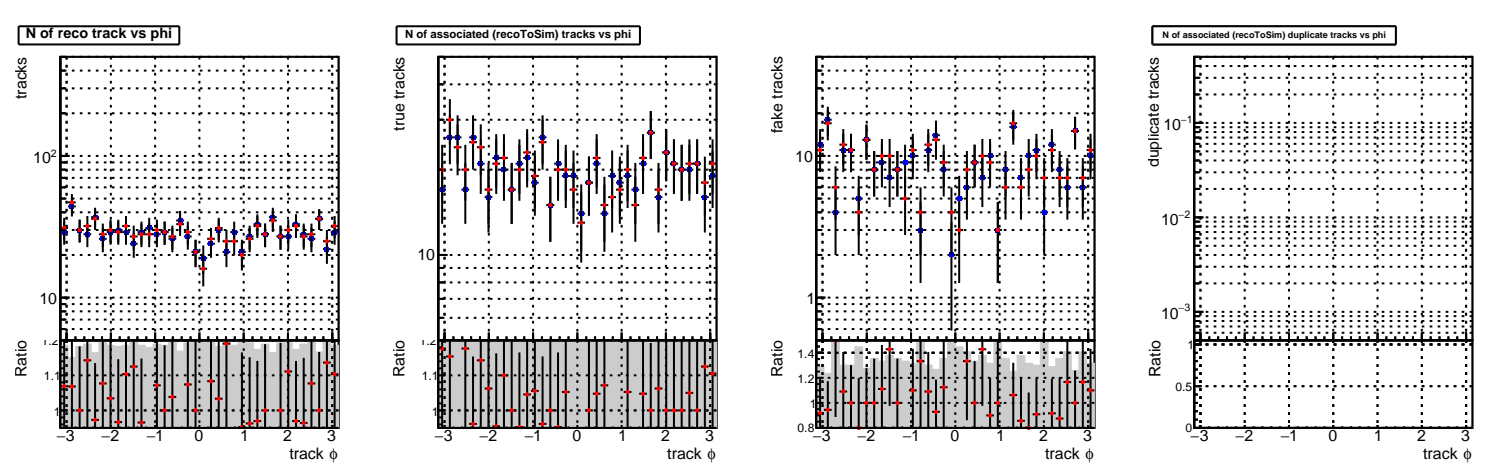 N of reco track vs phi
tracks
10²
10
Ratio
1.2
1.1
1
−3 −2 −1 0 1 2 3
track ϕ
N of associated (recoToSim) tracks vs phi
true tracks
10
Ratio
1.2
1.1
1
−3 −2 −1 0 1 2 3
track ϕ
fake tracks
10
1
Ratio
1.4
1.2
1
0.8
−3 −2 −1 0 1 2 3
track ϕ
N of associated (recoToSim) duplicate tracks vs phi
duplicate tracks
10⁻¹
10⁻²
10⁻³
Ratio
1
0.5
0
−3 −2 −1 0 1 2 3
track ϕ